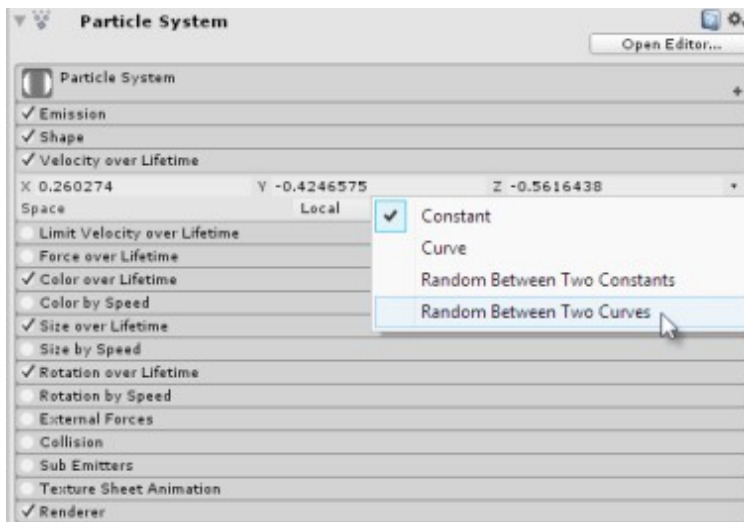 Particle System
Open Editor...
Particle System
Emission
Shape
Velocity over Lifetime
X 0.260274 Y -0.4246575 Z -0.5616438
Space Local
Constant
Curve
Random Between Two Constants
Random Between Two Curves
Limit Velocity over Lifetime
Force over Lifetime
Color over Lifetime
Color by Speed
Size over Lifetime
Size by Speed
Rotation over Lifetime
Rotation by Speed
External Forces
Collision
Sub Emitters
Texture Sheet Animation
Renderer